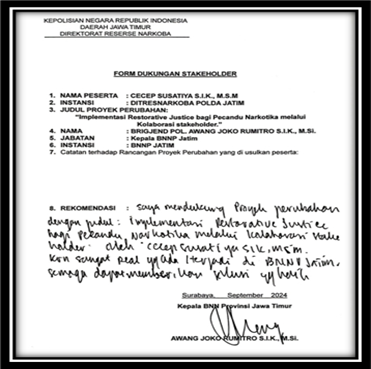 KEPOLISIAN NEGARA REPUBLIK INDONESIA
DAERAH JAWA TIMUR
DIREKTORAT RESERSE NARKOBA
FORM DUKUNGAN STAKEHOLDER
1. NAMA PESERTA : CECEP SUSATIYA S.I.K., M.S.M
2. INSTANSI : DITRESNARKOBA POLDA JATIM
3. JUDUL PROYEK PERUBAHAN:
"Implementasi Restorative Justice bagi Pecandu Narkotika melalui
Kolaborasi stakeholder."
4. NAMA : BRIGJEND POL. AWANG JOKO RUMITRO S.I.K., M.Si.
5. JABATAN : Kepala BNNP Jatim
6. INSTANSI : BNNP JATIM
7. Catatan terhadap Rancangan Proyek Perubahan yang di usulkan peserta:
8. REKOMENDASI : saya mendukung Proyek perubahan
dengan judul : implementasi Restorative Justice
bagi Pecandu Narkotika melalui Kolaborasi stake
holder. oleh : cecep susatiya SIK, MSM.
krn sangat real yg terjadi di BNNP Jatim,
semoga dapat memberikan solusi yg
Surabaya, September 2024
Kepala BNN Provinsi Jawa Timur
AWANG JOKO RUMITRO S.I.K., M.Si.